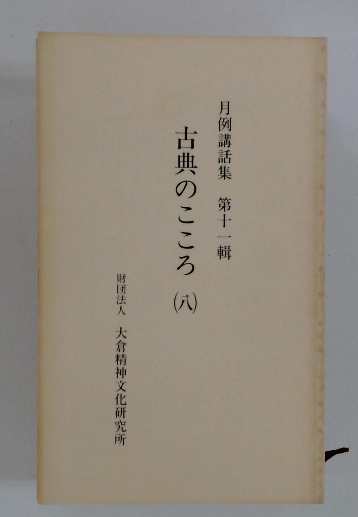 月例講話集　第十一輯
古典のこころ（八）
財団法人　大倉精神文化研究所